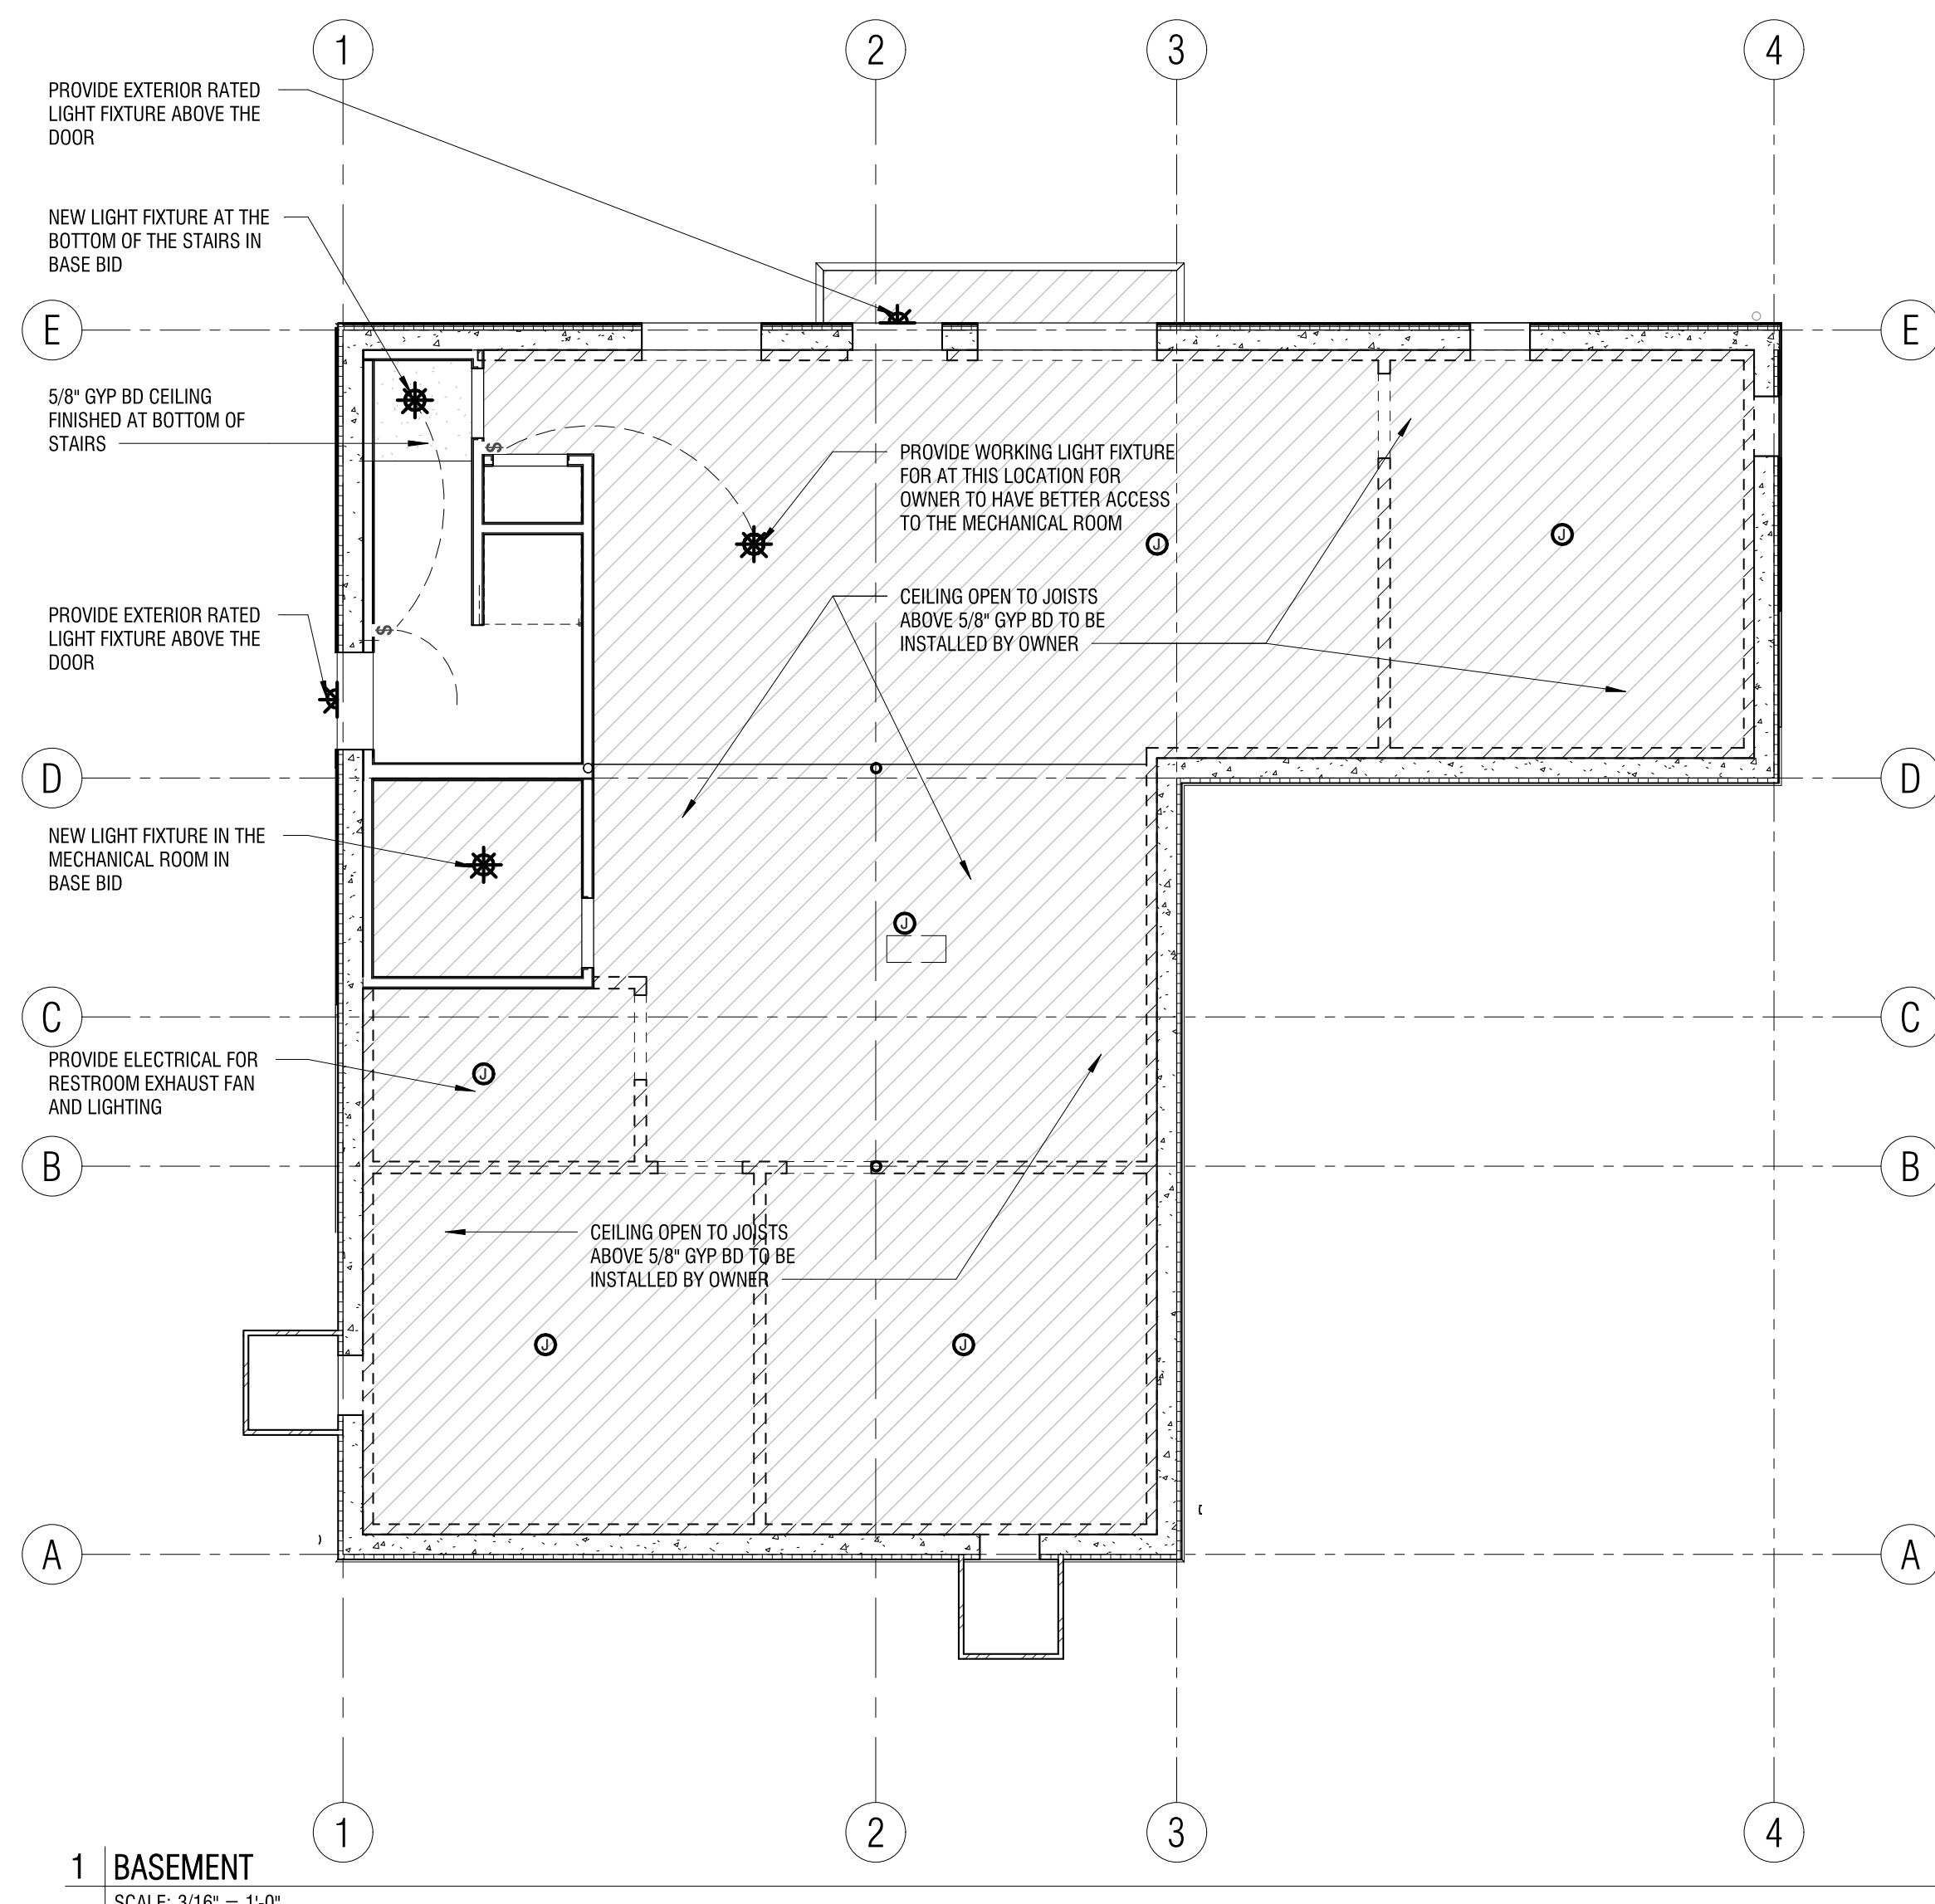 1
2
3
4
PROVIDE EXTERIOR RATED
LIGHT FIXTURE ABOVE THE
DOOR
NEW LIGHT FIXTURE AT THE
BOTTOM OF THE STAIRS IN
BASE BID
E
E
5/8" GYP BD CEILING
FINISHED AT BOTTOM OF
STAIRS
$
PROVIDE WORKING LIGHT FIXTURE
FOR AT THIS LOCATION FOR
OWNER TO HAVE BETTER ACCESS
TO THE MECHANICAL ROOM
J
J
CEILING OPEN TO JOISTS
ABOVE 5/8" GYP BD TO BE
INSTALLED BY OWNER
PROVIDE EXTERIOR RATED
LIGHT FIXTURE ABOVE THE
DOOR
$
D
D
NEW LIGHT FIXTURE IN THE
MECHANICAL ROOM IN
BASE BID
J
C
C
PROVIDE ELECTRICAL FOR
RESTROOM EXHAUST FAN
AND LIGHTING
J
B
B
CEILING OPEN TO JOISTS
ABOVE 5/8" GYP BD TO BE
INSTALLED BY OWNER
J
J
A
A
1
2
3
4
1 BASEMENT
SCALE: 3/16" = 1'-0"